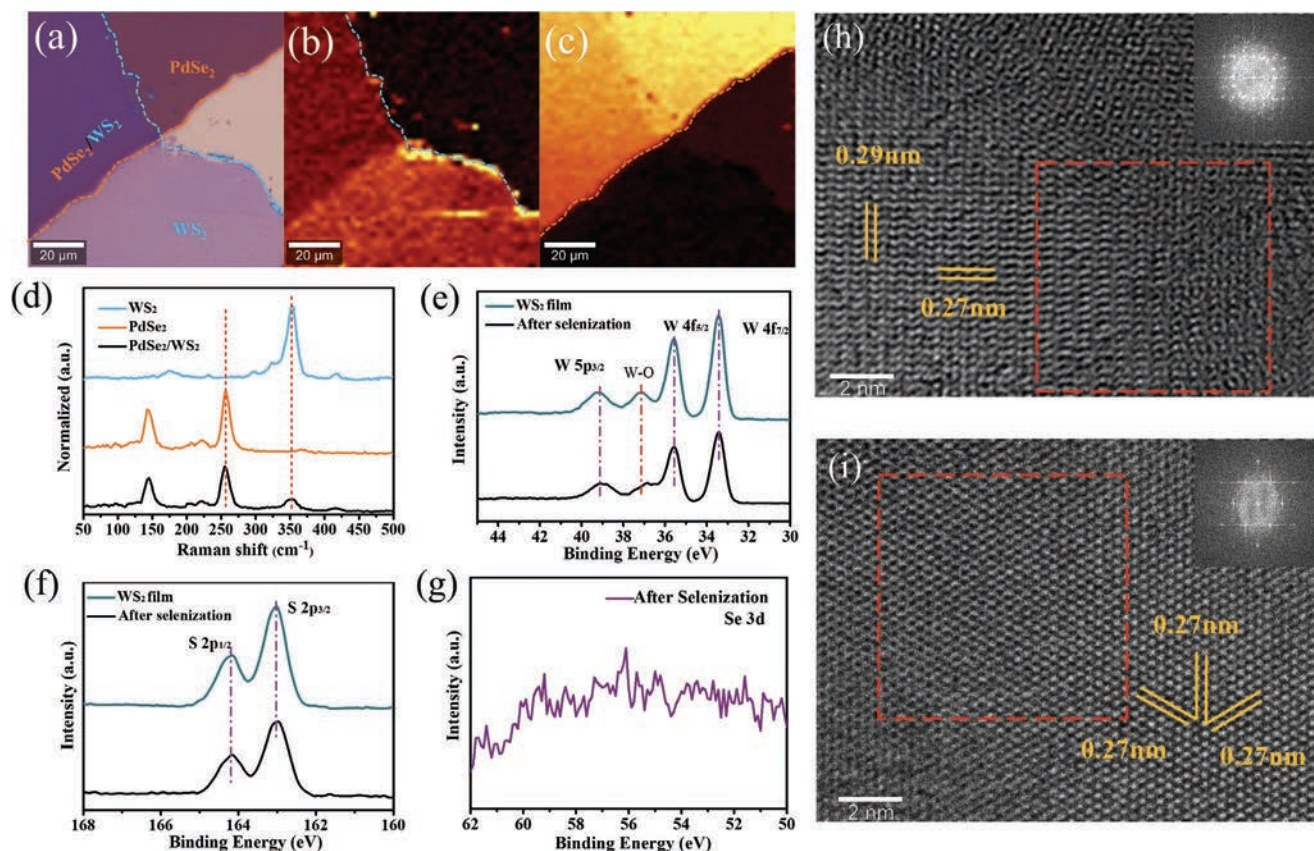 (a)
PdSe₂
PdSe₂/WS₂
WS₂
20 μm
(b)
20 μm
(c)
20 μm
(d)
WS₂
PdSe₂
PdSe₂/WS₂
Normalized (a.u.)
50 100 150 200 250 300 350 400 450 500
Raman shift (cm⁻¹)
(e)
WS₂ film
After selenization
W 4f₅/₂
W 4f₇/₂
W 5p₃/₂
W-O
Intensity (a.u.)
44 42 40 38 36 34 32 30
Binding Energy (eV)
(f)
WS₂ film
After selenization
S 2p₃/₂
S 2p₁/₂
Intensity (a.u.)
168 166 164 162 160
Binding Energy (eV)
(g)
After Selenization
Se 3d
Intensity (a.u.)
62 60 58 56 54 52 50
Binding Energy (eV)
(h)
0.29nm
0.27nm
2 nm
(i)
0.27nm
0.27nm
0.27nm
2 nm